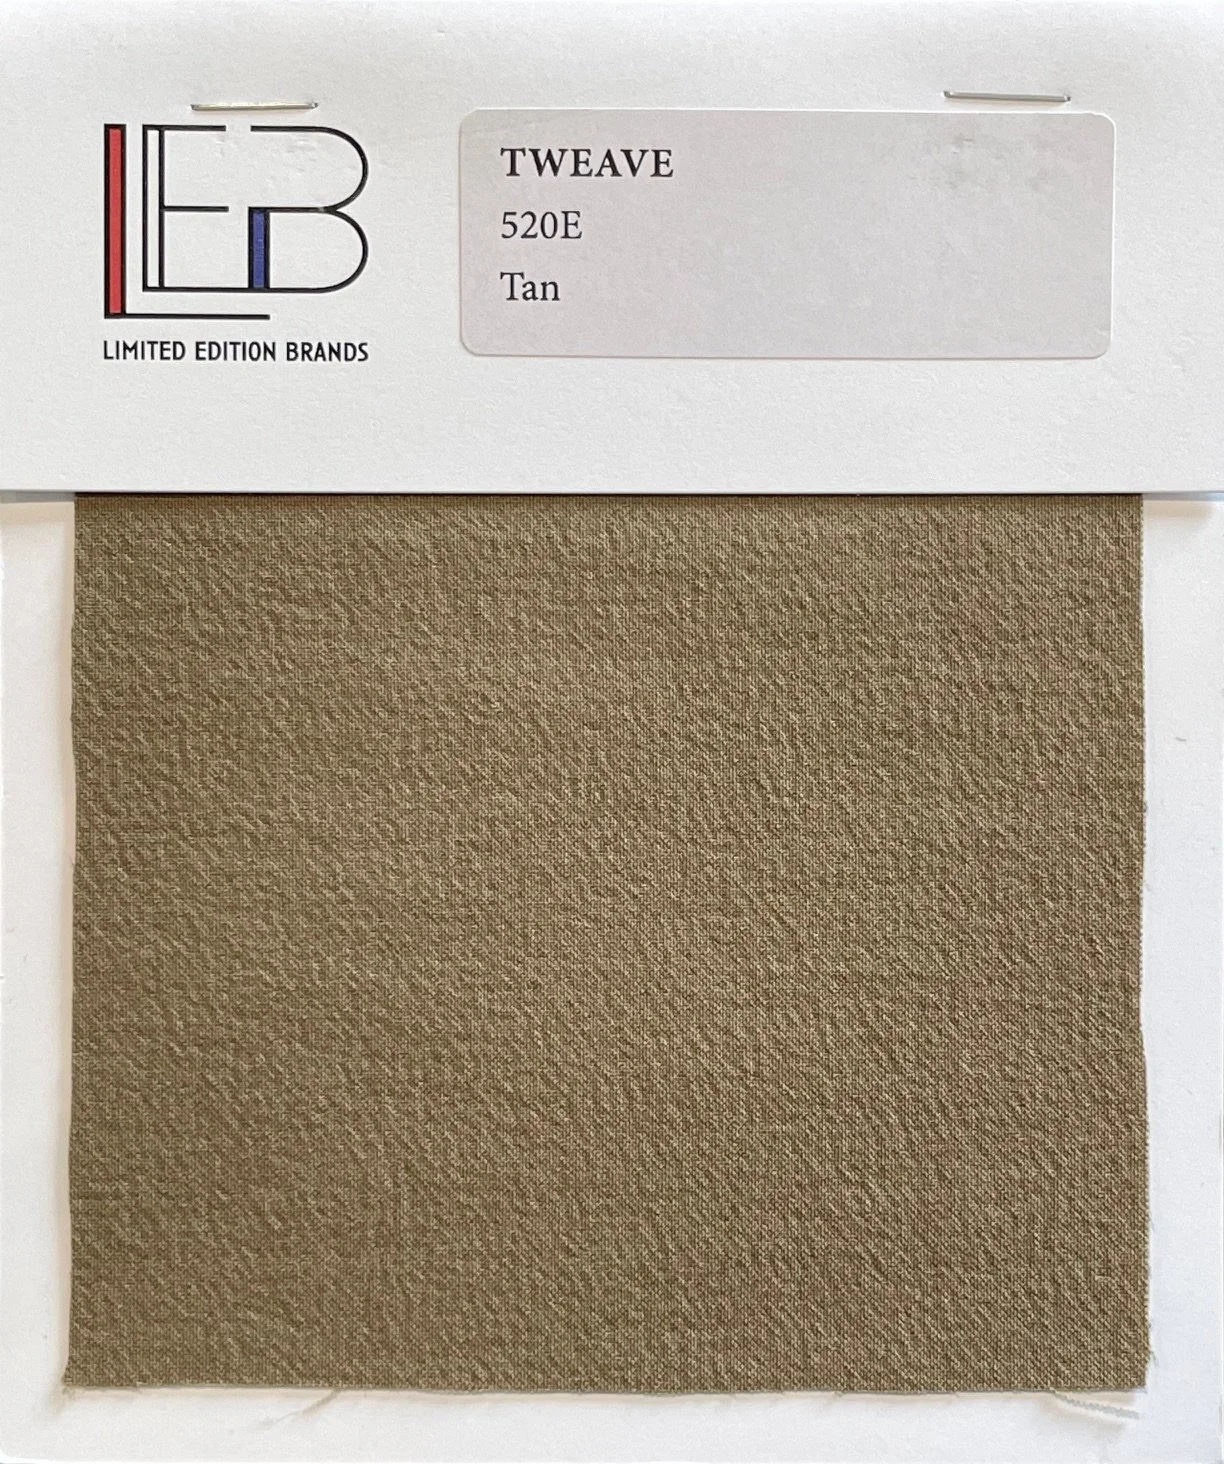 LEB
LIMITED EDITION BRANDS
TWEAVE
520E
Tan